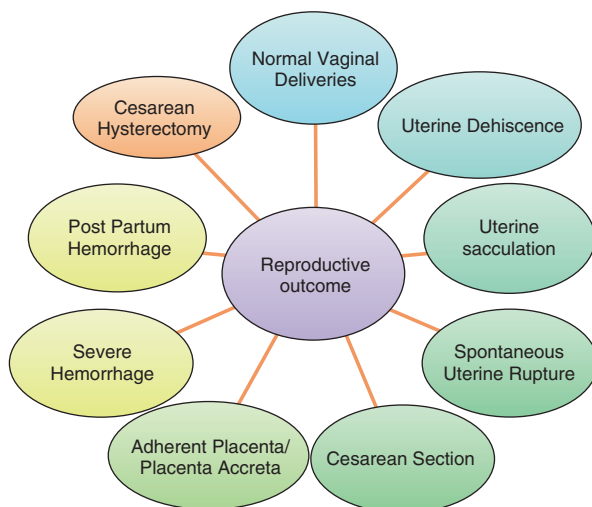 Normal Vaginal
Deliveries
Cesarean
Hysterectomy
Uterine Dehiscence
Post Partum
Hemorrhage
Uterine
sacculation
Reproductive
outcome
Severe
Hemorrhage
Spontaneous
Uterine Rupture
Adherent Placenta/
Placenta Accreta
Cesarean Section